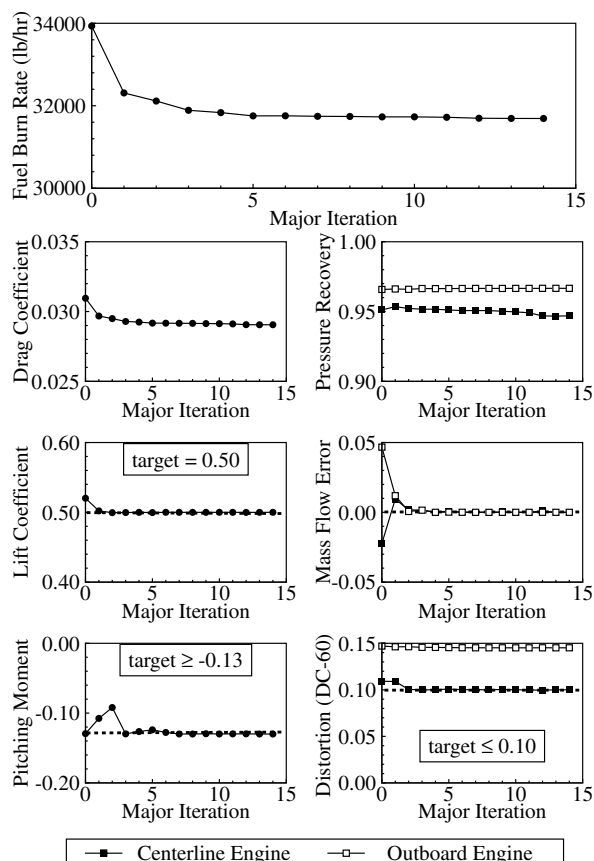 34000
32000
30000
Fuel Burn Rate (lb/hr)
0 5 10 15
Major Iteration
0.035
0.030
0.025
Drag Coefficient
0 5 10 15
Major Iteration
1.00
0.95
0.90
Pressure Recovery
0 5 10 15
Major Iteration
0.60
0.50
0.40
Lift Coefficient
target = 0.50
0 5 10 15
Major Iteration
0.05
0.00
-0.05
Mass Flow Error
0 5 10 15
Major Iteration
0.00
-0.10
-0.20
Pitching Moment
target ≥ -0.13
0 5 10 15
Major Iteration
0.15
0.10
0.05
0.00
Distortion (DC-60)
target ≤ 0.10
0 5 10 15
Major Iteration
Centerline Engine Outboard Engine